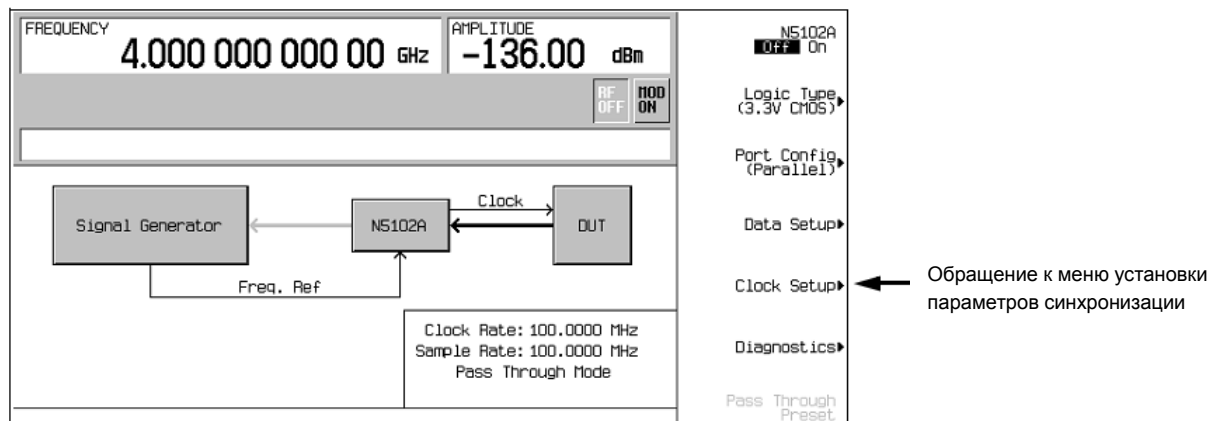 FREQUENCY
4.000 000 000 00 GHz
AMPLITUDE
-136.00 dBm
RF
OFF
MOD
ON
Signal Generator
N5102A
Clock
DUT
Freq. Ref
Clock Rate: 100.0000 MHz
Sample Rate: 100.0000 MHz
Pass Through Mode
N5102A
Off On
Logic Type
(3.3V CMOS)
Port Config
(Parallel)
Data Setup
Clock Setup
Diagnostics
Pass Through
Preset
Обращение к меню установки
параметров синхронизации